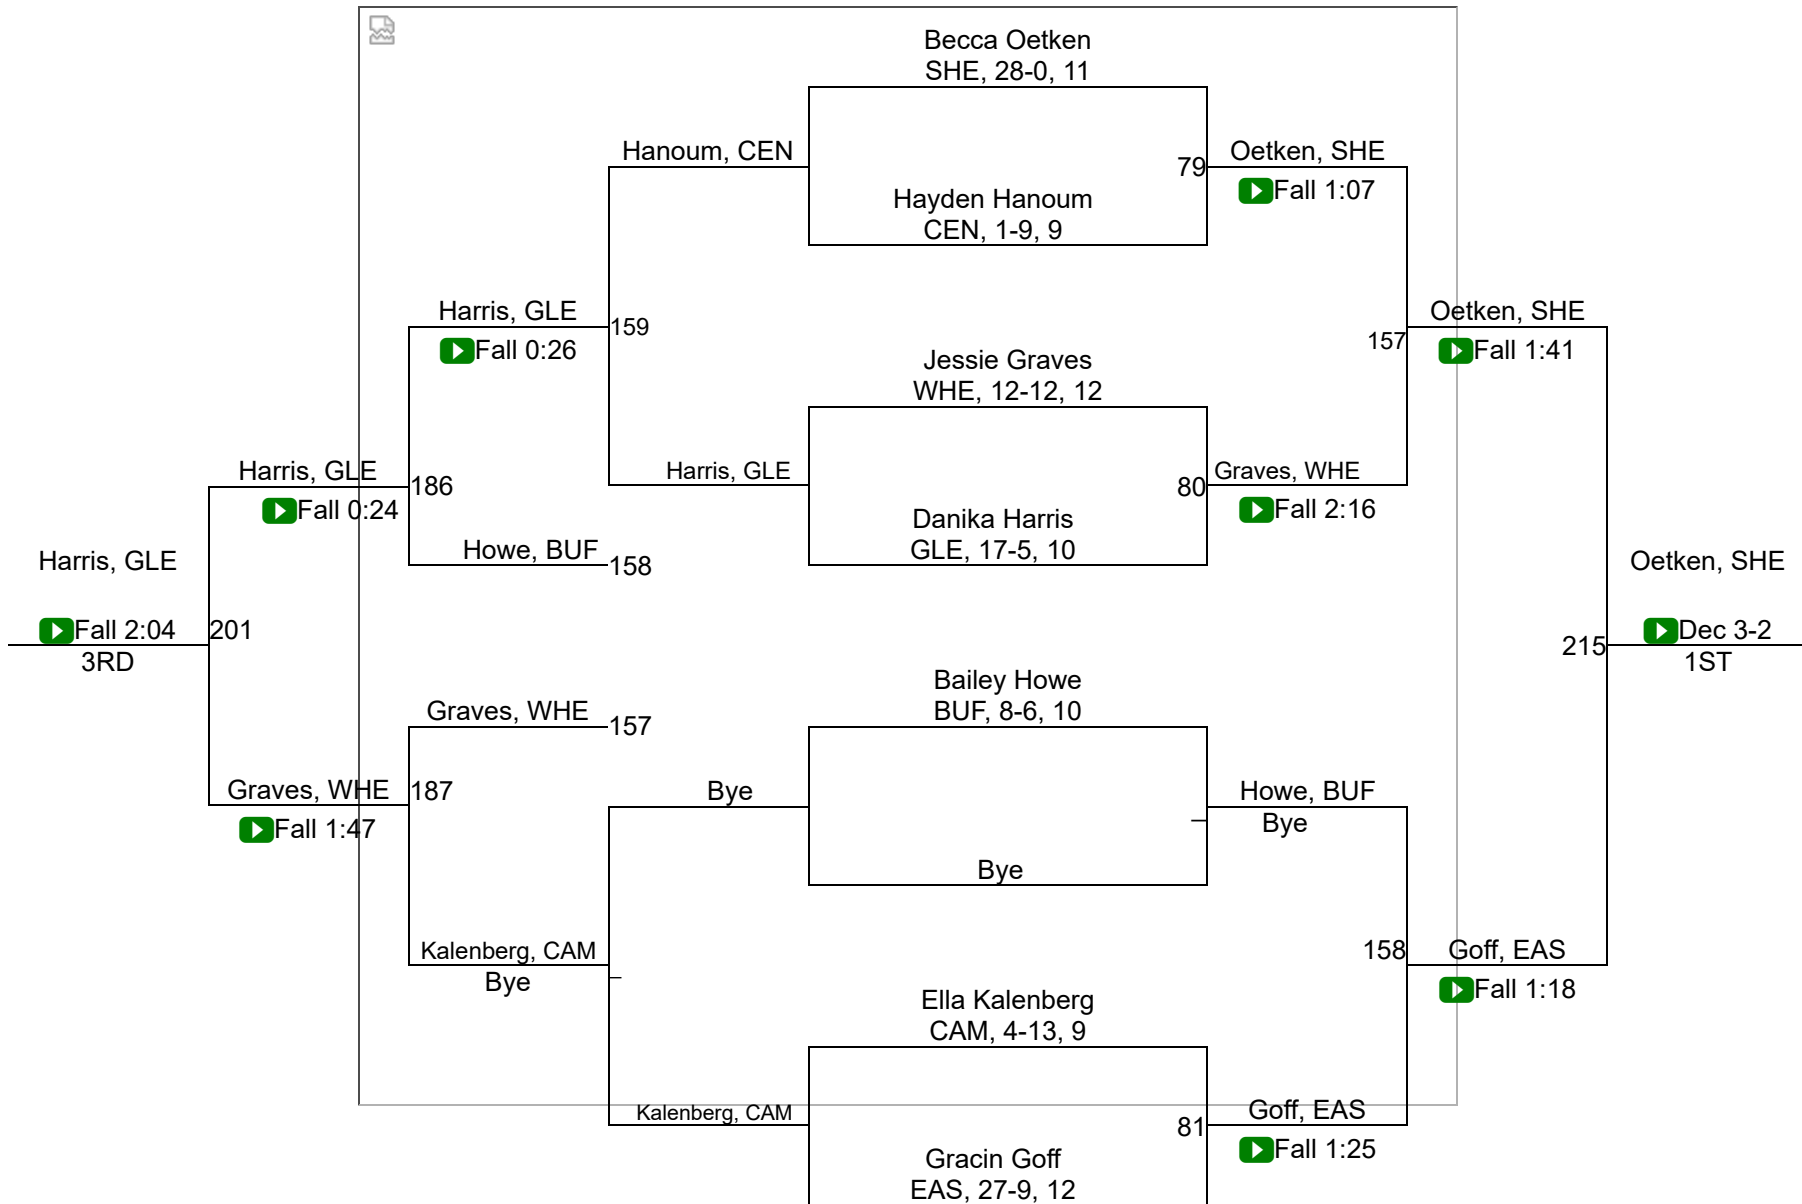 Becca Oetken
SHE, 28-0, 11
Hanoum, CEN
79
Oetken, SHE
Fall 1:07
Hayden Hanoum
CEN, 1-9, 9
Harris, GLE
Fall 0:26
159
Jessie Graves
WHE, 12-12, 12
157
Oetken, SHE
Fall 1:41
Harris, GLE
Fall 0:24
186
Harris, GLE
80
Graves, WHE
Fall 2:16
Danika Harris
GLE, 17-5, 10
Howe, BUF
158
Harris, GLE
Fall 2:04
3RD
201
Oetken, SHE
215
Dec 3-2
1ST
Bailey Howe
BUF, 8-6, 10
Graves, WHE
157
Graves, WHE
Fall 1:47
187
Bye
Howe, BUF
Bye
Bye
Kalenberg, CAM
Bye
158
Goff, EAS
Fall 1:18
Ella Kalenberg
CAM, 4-13, 9
Kalenberg, CAM
81
Goff, EAS
Fall 1:25
Gracin Goff
EAS, 27-9, 12